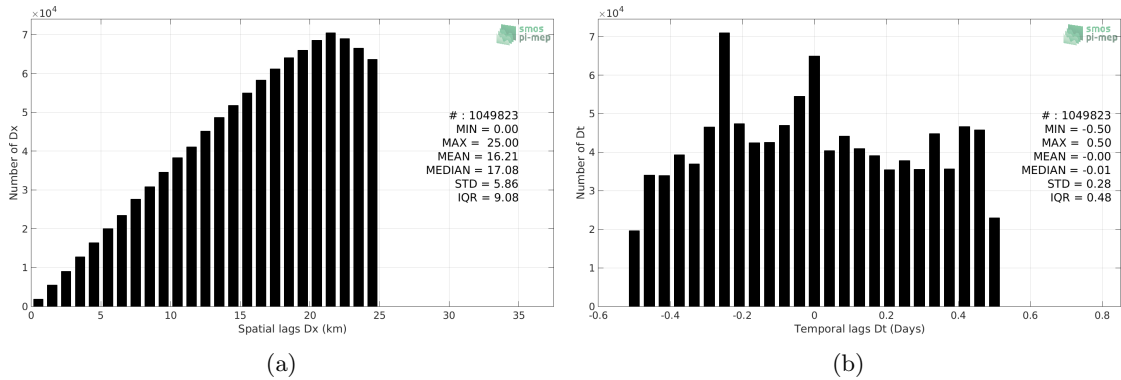 ×10⁴
7
6
5
4
3
2
1
0
Number of Dx
0
5
10
15
20
25
30
35
Spatial lags Dx (km)
smos
pi-mep
# : 1049823
MIN = 0.00
MAX = 25.00
MEAN = 16.21
MEDIAN = 17.08
STD = 5.86
IQR = 9.08
(a)
×10⁴
7
6
5
4
3
2
1
0
Number of Dt
-0.6
-0.4
-0.2
0
0.2
0.4
0.6
0.8
Temporal lags Dt (Days)
smos
pi-mep
# : 1049823
MIN = -0.50
MAX = 0.50
MEAN = -0.00
MEDIAN = -0.01
STD = 0.28
IQR = 0.48
(b)